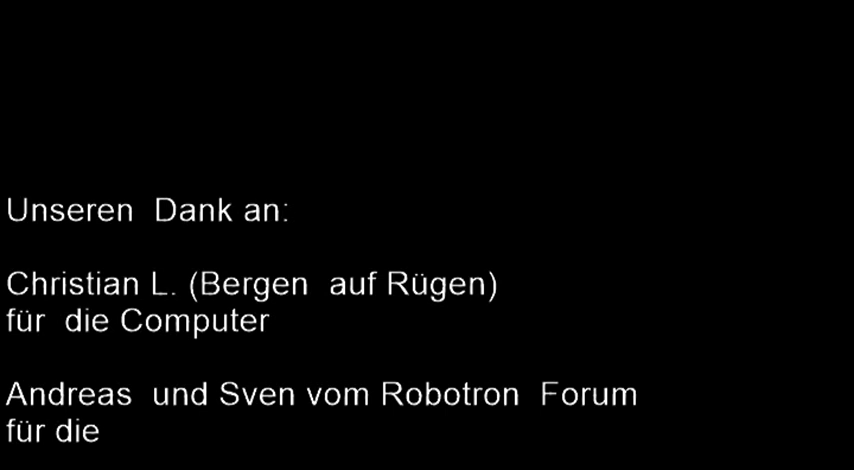 Unseren Dank an:
Christian L. (Bergen auf Rügen)
für die Computer
Andreas und Sven vom Robotron Forum
für die